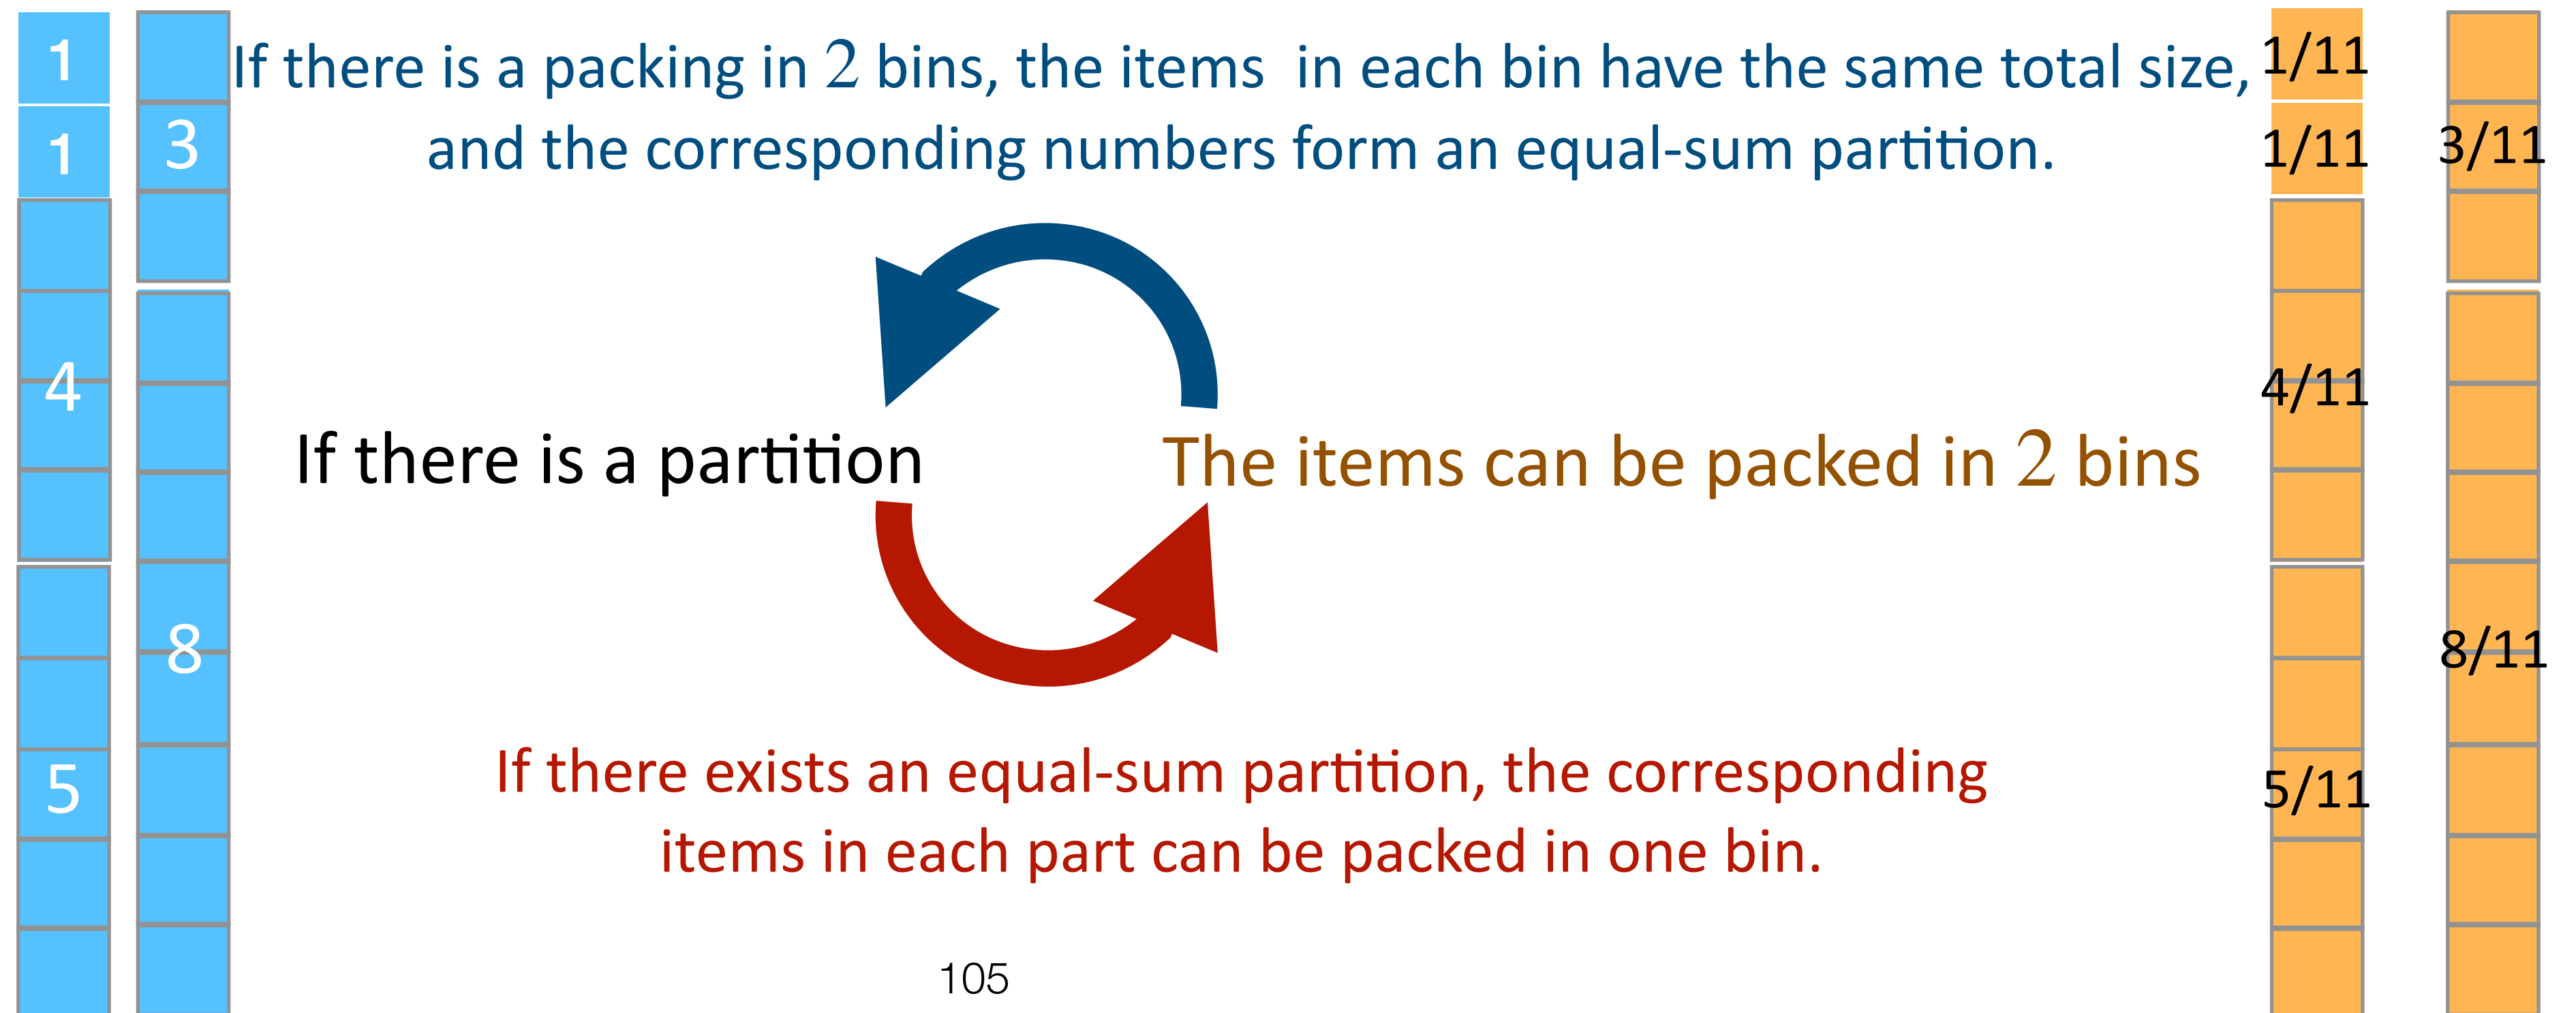 1
1
3
4
8
5
If there is a packing in 2 bins, the items in each bin have the same total size,
and the corresponding numbers form an equal-sum partition.
If there is a partition
The items can be packed in 2 bins
If there exists an equal-sum partition, the corresponding
items in each part can be packed in one bin.
105
1/11
1/11
3/11
4/11
8/11
5/11